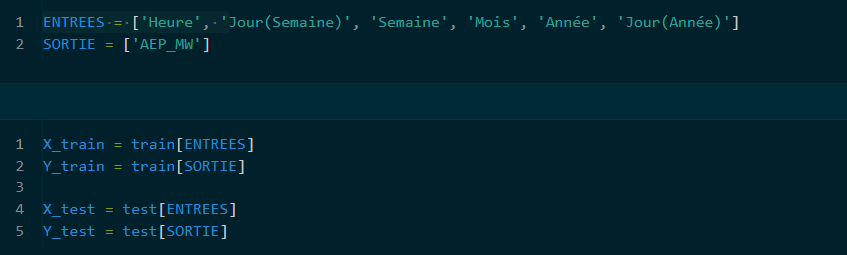 1 ENTREES = ['Heure', 'Jour(Semaine)', 'Semaine', 'Mois', 'Année', 'Jour(Année)']
2 SORTIE = ['AEP_MW']
1 X_train = train[ENTREES]
2 Y_train = train[SORTIE]
3
4 X_test = test[ENTREES]
5 Y_test = test[SORTIE]